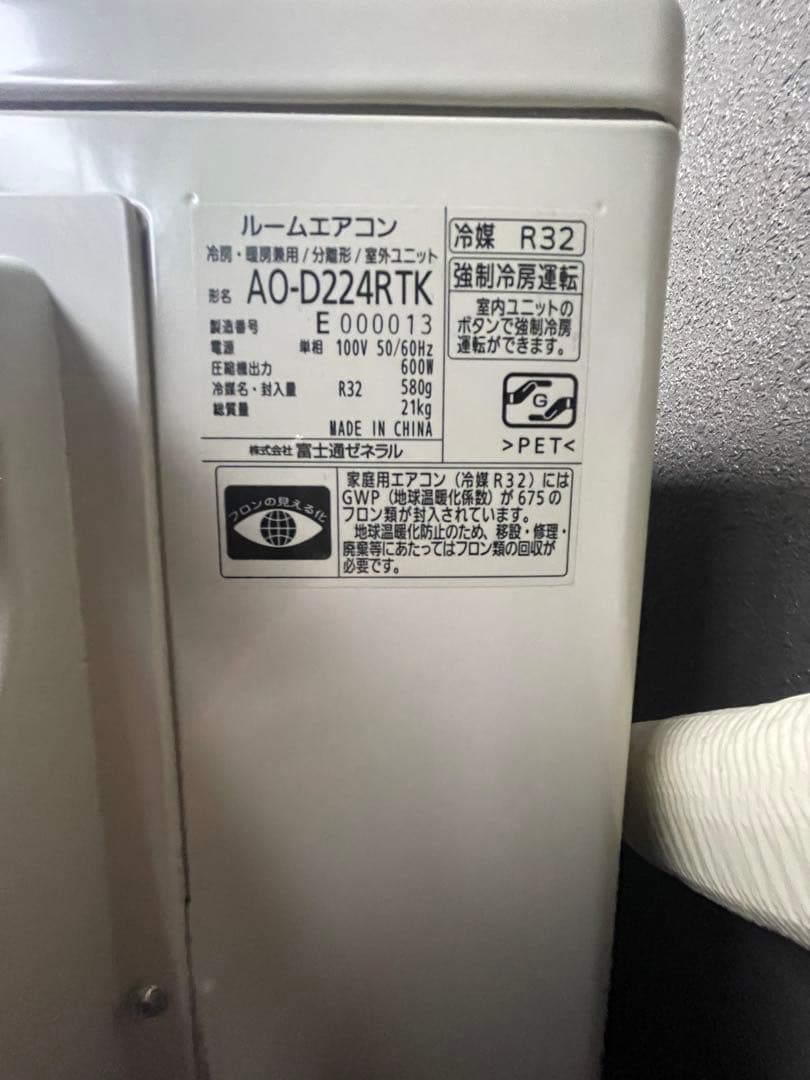 ルームエアコン
冷房・暖房兼用/分離形/室外ユニット
形名 AO-D224RTK
製造番号 E 000013
電源 単相 100V 50/60Hz
圧縮機出力 600W
冷媒名・封入量 R32 580g
総質量 21kg
MADE IN CHINA
株式会社 富士通ゼネラル
冷媒 R32
強制冷房運転
室内ユニットの
ボタンで強制冷房
運転ができます。
G
>PET<
フロンの見える化
家庭用エアコン(冷媒R32)には
GWP(地球温暖化係数)が675の
フロン類が封入されています。
地球温暖化防止のため、移設・修理・
廃棄等にあたってはフロン類の回収が
必要です。